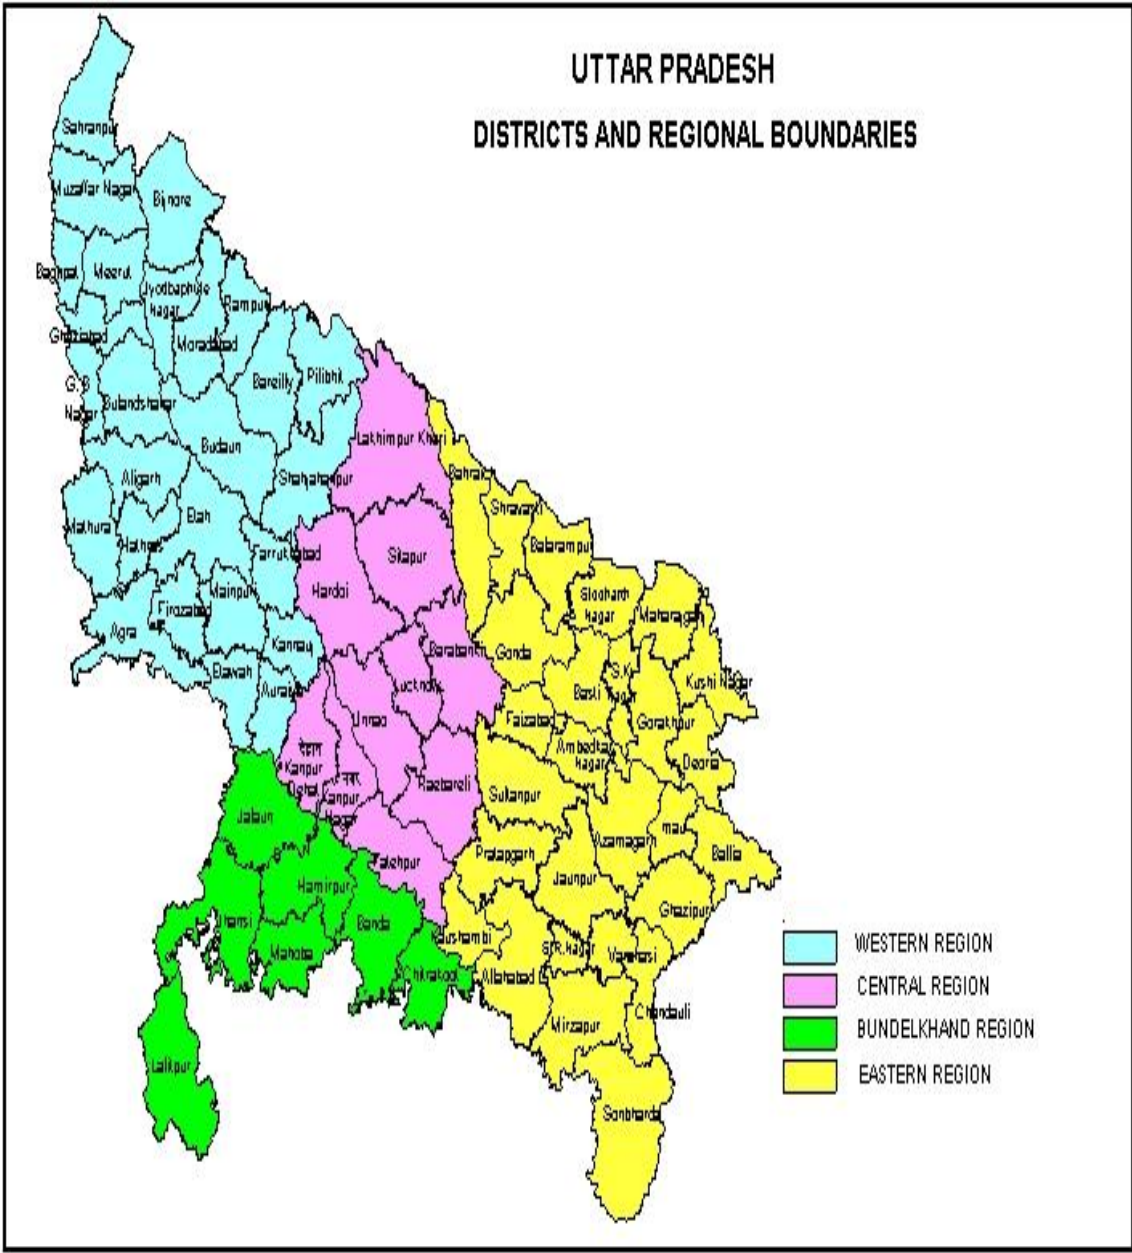 UTTAR PRADESH
DISTRICTS AND REGIONAL BOUNDARIES
Sahranpur
Muzaffar Nagar
Bijnore
Baghpat
Meerut
Jyotibaphule
Nagar
Rampur
Ghaziabad
Moradabad
G. B
Nagar
Bulandshahar
Bareilly
Pilibhit
Budaun
Lakhimpur Kheri
Aligarh
Shahjahanpur
Bahraich
Mathura
Etah
Shravasti
Hathras
Farrukhabad
Sitapur
Balarampur
Hardoi
Mainpuri
Firozabad
Agra
Siddharth
Nagar
Maharajganj
Kannauj
Barabanki
Gonda
Etawah
Auraiya
Lucknow
Basti
S.K.
Nagar
Kushi Nagar
Unnao
Faizabad
Gorakhpur
Ambedkar
Nagar
Deoria
Kanpur
Dehat
Kanpur
Nagar
Raebareli
Sultanpur
Jalaun
mau
Azamagarh
Ballia
Fatehpur
Pratapgarh
Jaunpur
Hamirpur
Ghazipur
Jhansi
Banda
Kaushambi
Mahoba
S.R.Nagar
Varanasi
Chitrakoot
Allahabad
Mirzapur
Chandauli
Lalitpur
Sonbharda
WESTERN REGION
CENTRAL REGION
BUNDELKHAND REGION
EASTERN REGION